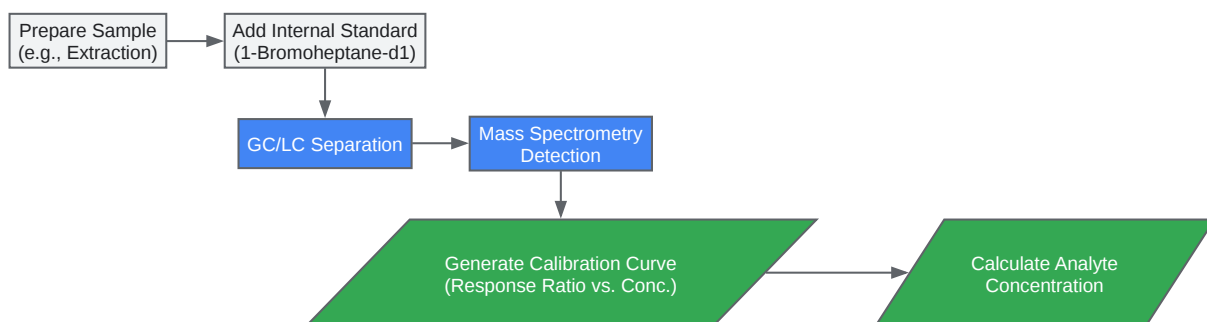 Prepare Sample
(e.g., Extraction)
Add Internal Standard
(1-Bromoheptane-d1)
GC/LC Separation
Mass Spectrometry
Detection
Generate Calibration Curve
(Response Ratio vs. Conc.)
Calculate Analyte
Concentration